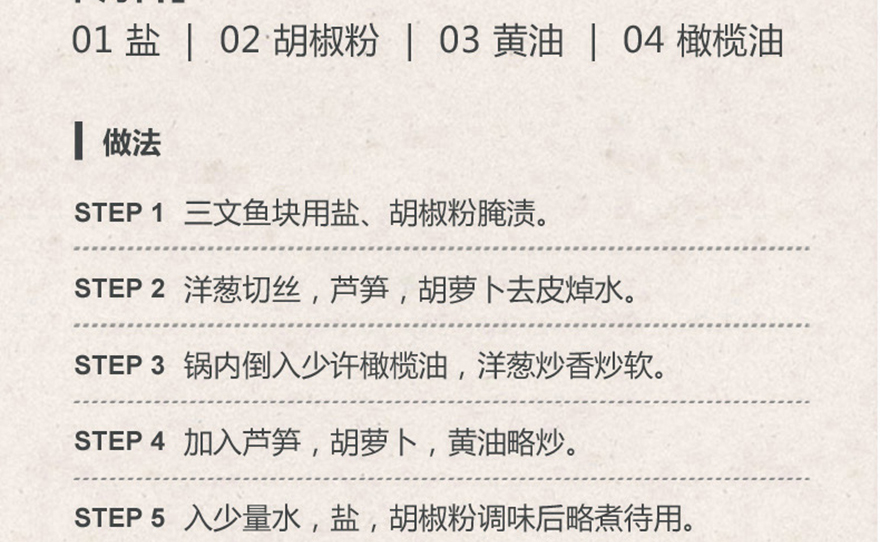 01 盐 | 02 胡椒粉 | 03 黄油 | 04 橄榄油
做法
STEP 1 三文鱼块用盐、胡椒粉腌渍。
STEP 2 洋葱切丝，芦笋，胡萝卜去皮焯水。
STEP 3 锅内倒入少许橄榄油，洋葱炒香炒软。
STEP 4 加入芦笋，胡萝卜，黄油略炒。
STEP 5 入少量水，盐，胡椒粉调味后略煮待用。